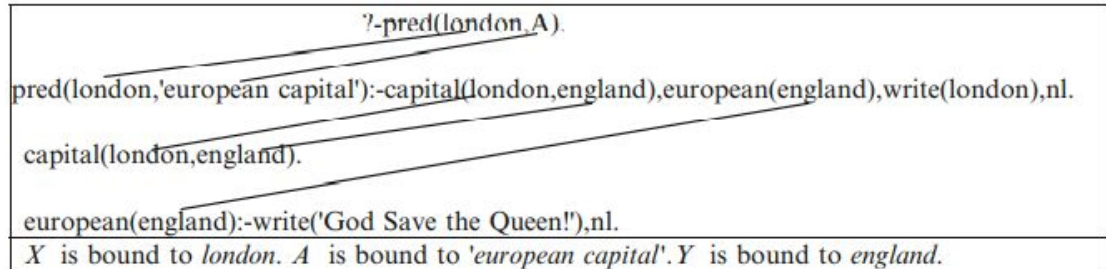 ?-pred(london,A).
pred(london,'european capital'):-capital(london,england),european(england),write(london),nl.
capital(london,england).
european(england):-write('God Save the Queen!'),nl.
X is bound to london. A is bound to 'european capital'. Y is bound to england.